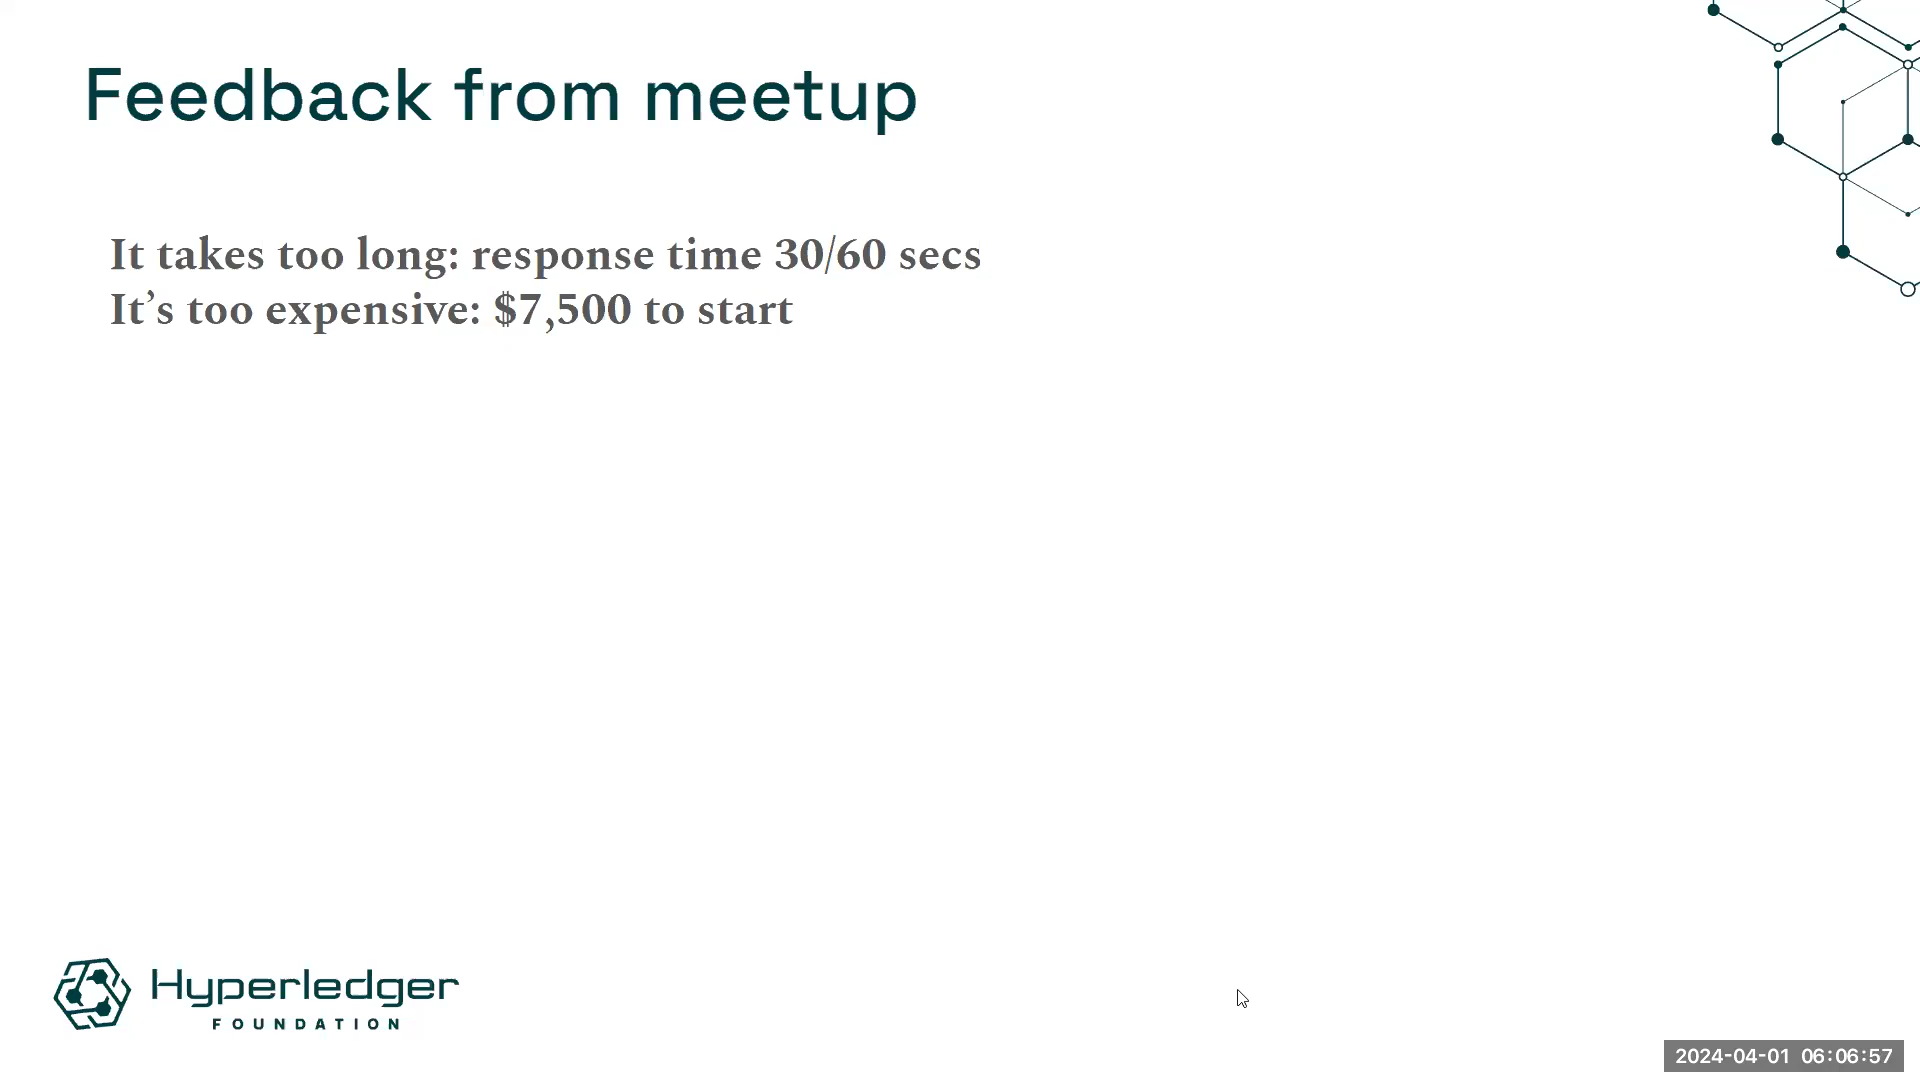 Feedback from meetup
It takes too long: response time 30/60 secs
It’s too expensive: $7,500 to start
Hyperledger
FOUNDATION
2024-04-01 06:06:57